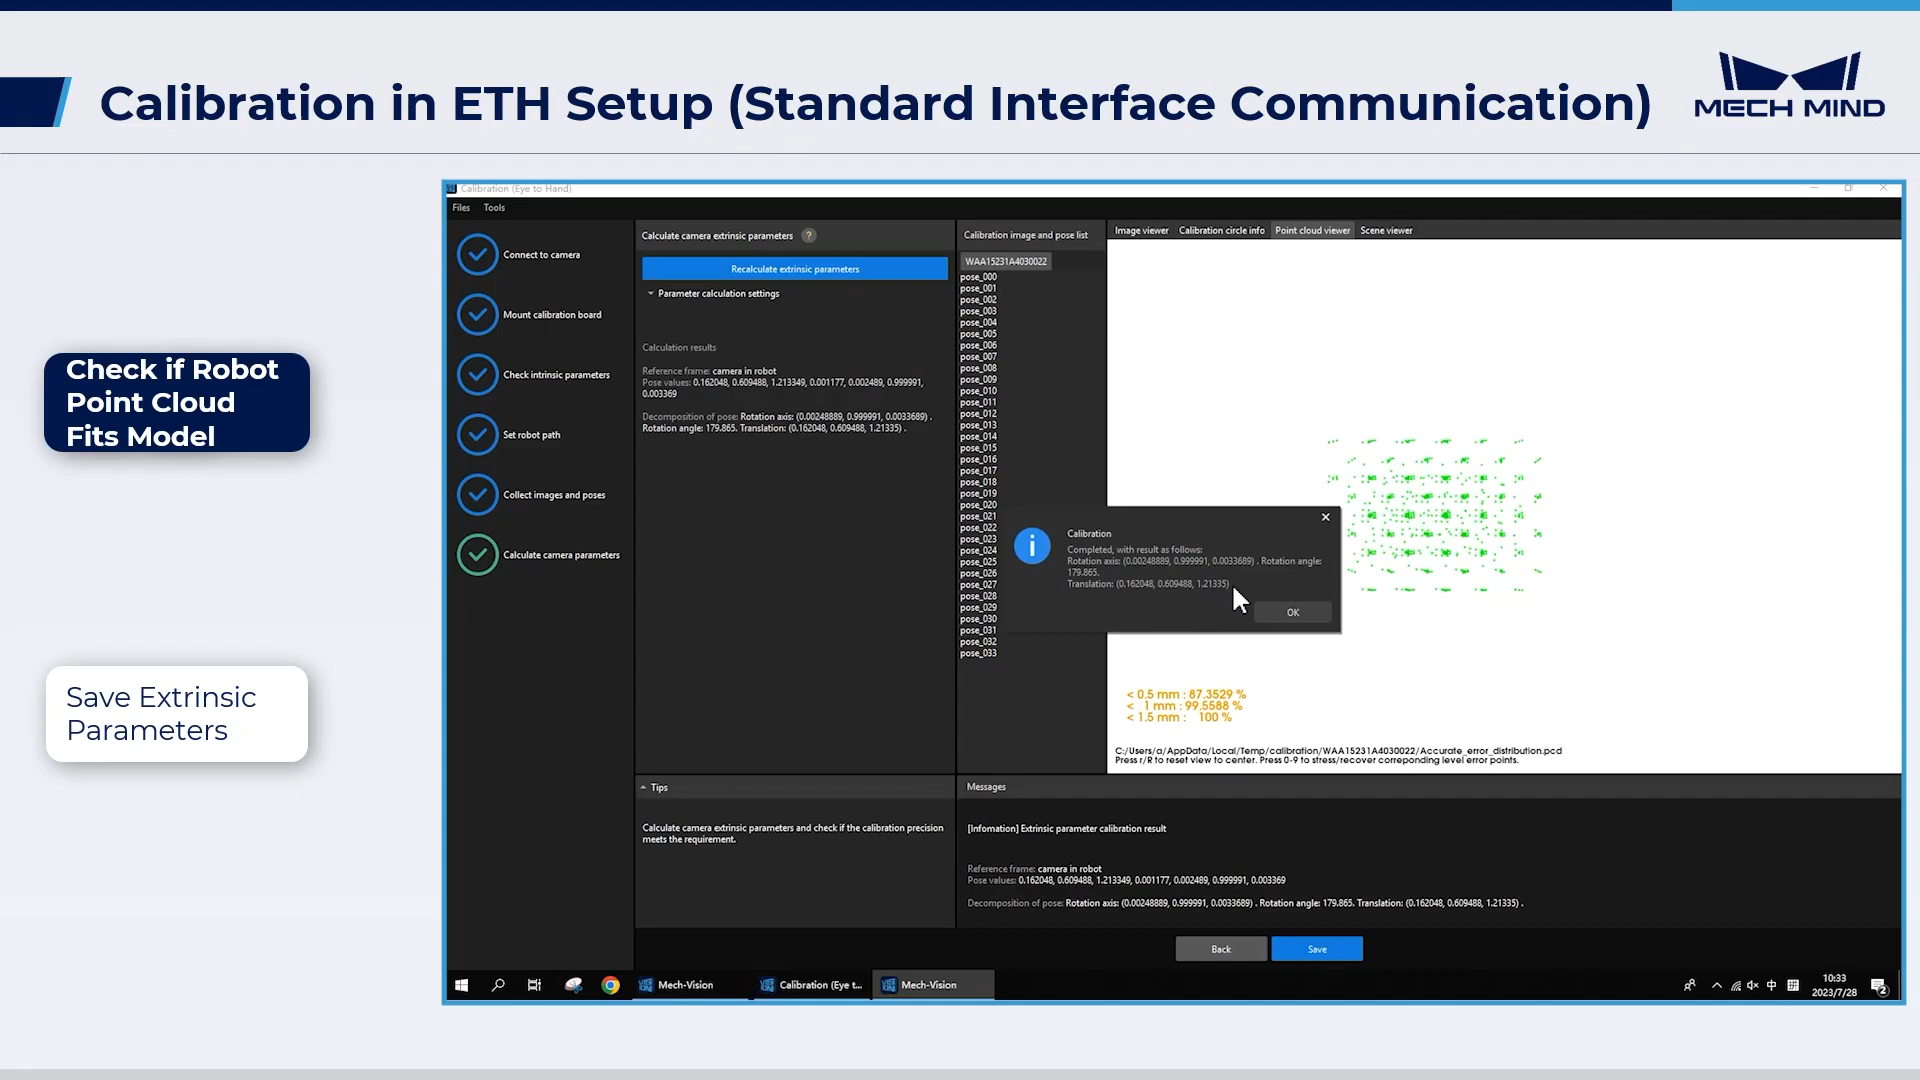 Calibration in ETH Setup (Standard Interface Communication)
MECH MIND
Check if Robot
Point Cloud
Fits Model
Save Extrinsic
Parameters
Calibration (Eye to Hand)
Files Tools
Connect to camera
Mount calibration board
Check intrinsic parameters
Set robot path
Collect images and poses
Calculate camera parameters
Calculate camera extrinsic parameters ?
Recalculate extrinsic parameters
Parameter calculation settings
Calculation results
Reference frame: camera in robot
Pose values: 0.162048, 0.609488, 1.213349, 0.001177, 0.002489, 0.999991,
0.003369
Decomposition of pose: Rotation axis: (0.00248889, 0.999991, 0.0033689) .
Rotation angle: 179.865. Translation: (0.162048, 0.609488, 1.21335) .
Calibration image and pose list
WAA15231A4030022
pose_000
pose_001
pose_002
pose_003
pose_004
pose_005
pose_006
pose_007
pose_008
pose_009
pose_010
pose_011
pose_012
pose_013
pose_014
pose_015
pose_016
pose_017
pose_018
pose_019
pose_020
pose_021
pose_022
pose_023
pose_024
pose_025
pose_026
pose_027
pose_028
pose_029
pose_030
pose_031
pose_032
pose_033
Image viewer Calibration circle info Point cloud viewer Scene viewer
Calibration
Completed, with result as follows:
Rotation axis: (0.00248889, 0.999991, 0.0033689) . Rotation angle:
179.865.
Translation: (0.162048, 0.609488, 1.21335)
OK
< 0.5 mm : 87.3529 %
< 1 mm : 99.5588 %
< 1.5 mm : 100 %
C:/Users/a/AppData/Local/Temp/calibration/WAA15231A4030022/Accurate_error_distribution.pcd
Press r/R to reset view to center. Press 0-9 to stress/recover correponding level error points.
Tips
Calculate camera extrinsic parameters and check if the calibration precision
meets the requirement.
Messages
[Infomation] Extrinsic parameter calibration result
Reference frame: camera in robot
Pose values: 0.162048, 0.609488, 1.213349, 0.001177, 0.002489, 0.999991, 0.003369
Decomposition of pose: Rotation axis: (0.00248889, 0.999991, 0.0033689) . Rotation angle: 179.865. Translation: (0.162048, 0.609488, 1.21335) .
Back Save
Mech-Vision Calibration (Eye t... Mech-Vision
中
10:33
2023/7/28
2